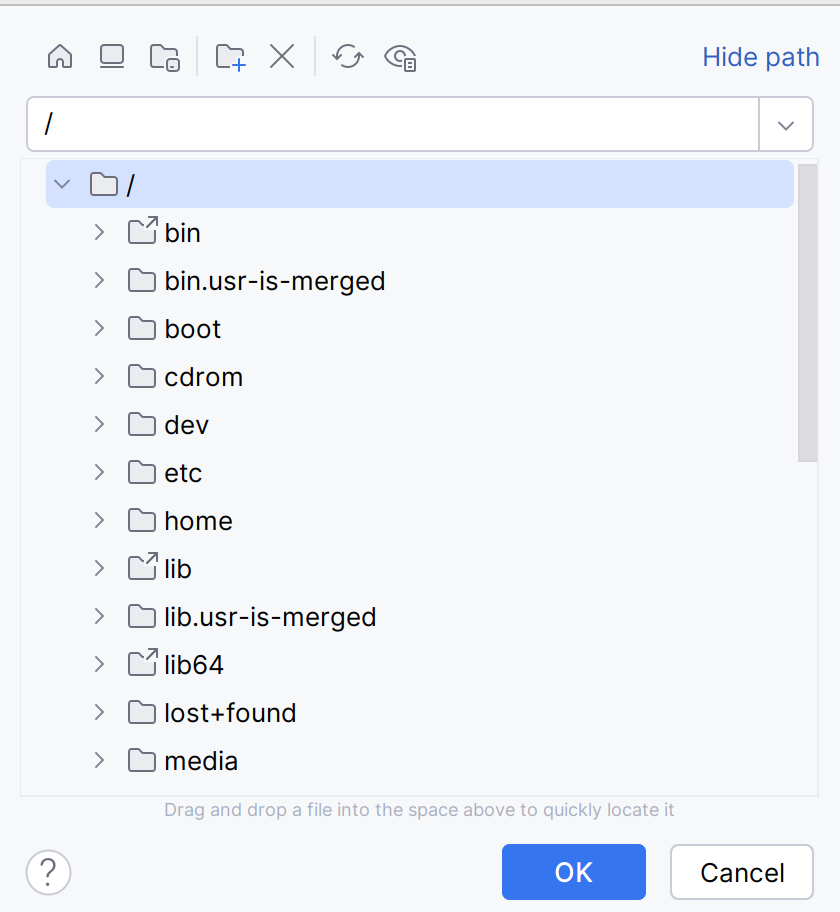 Hide path
/
/
bin
bin.usr-is-merged
boot
cdrom
dev
etc
home
lib
lib.usr-is-merged
lib64
lost+found
media
Drag and drop a file into the space above to quickly locate it
?
OK
Cancel